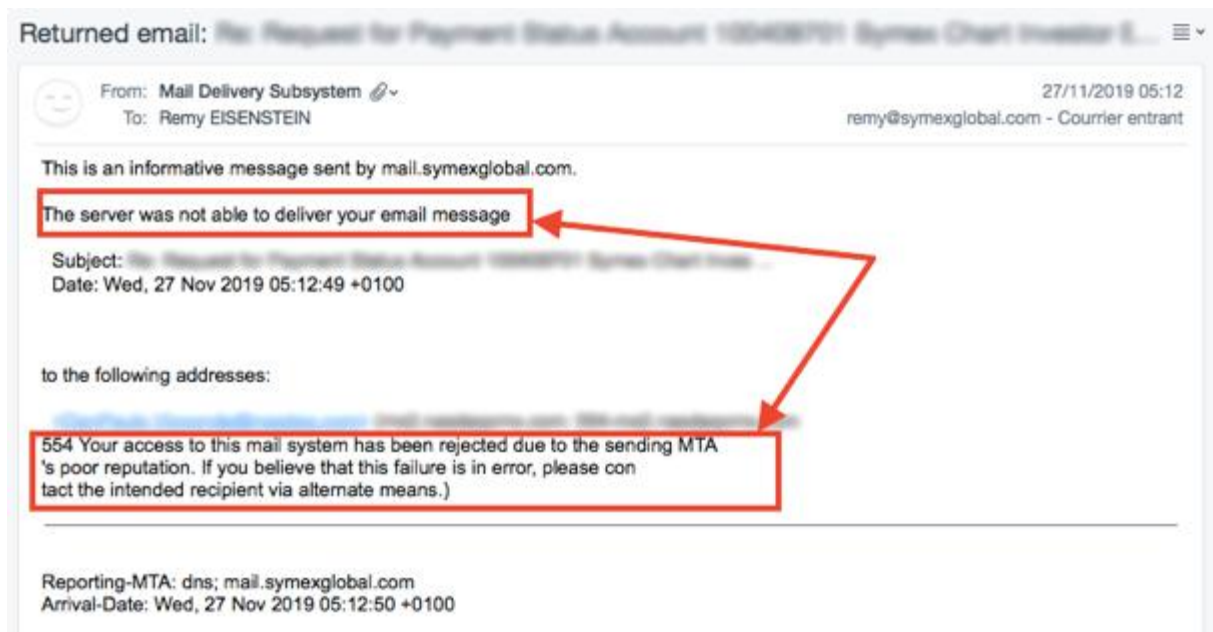 Returned email:
From: Mail Delivery Subsystem
27/11/2019 05:12
To: Remy EISENSTEIN
remy@symexglobal.com - Courrier entrant
This is an informative message sent by mail.symexglobal.com.
The server was not able to deliver your email message
Subject:
Date: Wed, 27 Nov 2019 05:12:49 +0100
to the following addresses:
554 Your access to this mail system has been rejected due to the sending MTA
's poor reputation. If you believe that this failure is in error, please con
tact the intended recipient via alternate means.)
Reporting-MTA: dns; mail.symexglobal.com
Arrival-Date: Wed, 27 Nov 2019 05:12:50 +0100